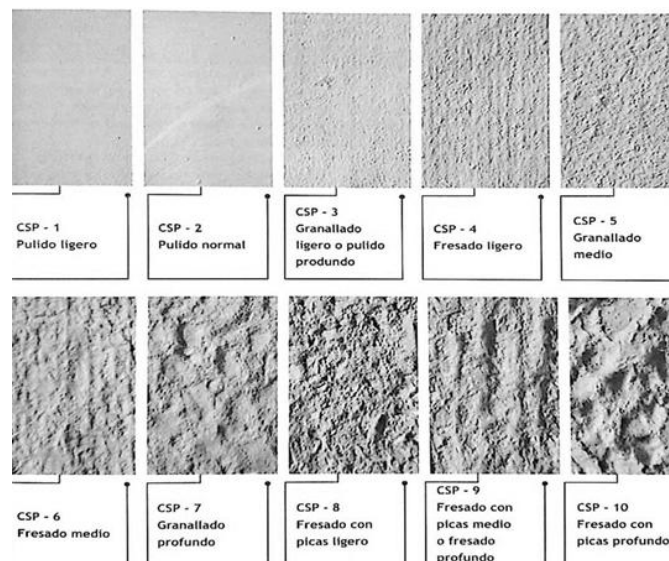 CSP - 1
Pulido ligero
CSP - 2
Pulido normal
CSP - 3
Granallado
ligero o pulido
produndo
CSP - 4
Fresado ligero
CSP - 5
Granallado
medio
CSP - 6
Fresado medio
CSP - 7
Granallado
profundo
CSP - 8
Fresado con
picas ligero
CSP - 9
Fresado con
picas medio
o fresado
profundo
CSP - 10
Fresado con
picas profundo